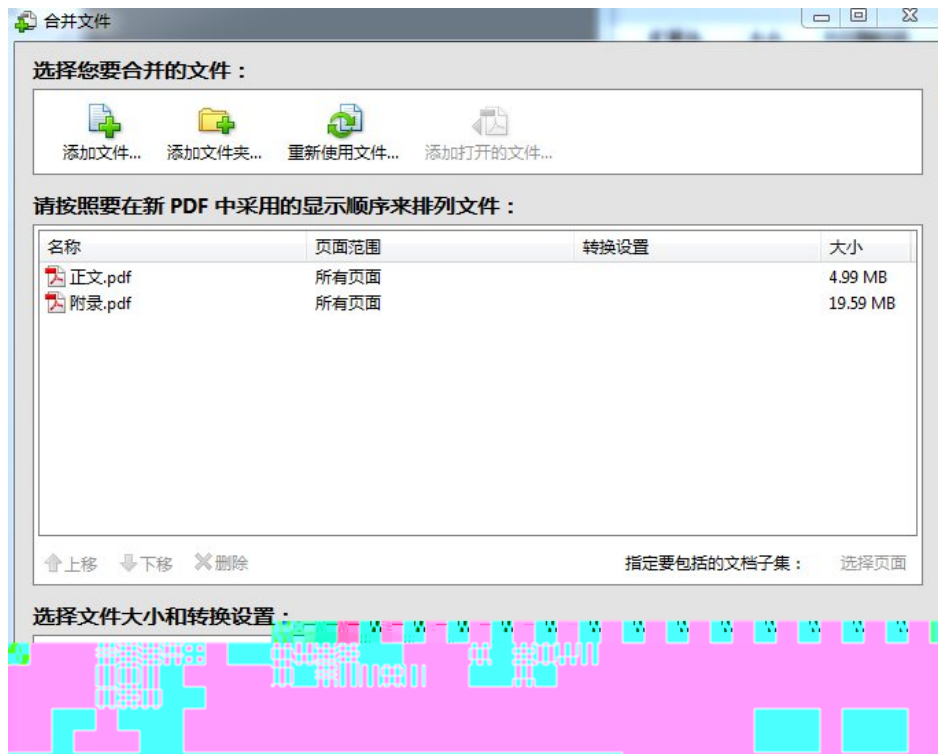 合并文件
选择您要合并的文件：
添加文件... 添加文件夹... 重新使用文件... 添加打开的文件...
请按照要在新 PDF 中采用的显示顺序来排列文件：
名称 页面范围 转换设置 大小
正文.pdf 所有页面 4.99 MB
附录.pdf 所有页面 19.59 MB
上移 下移 删除 指定要包括的文档子集： 选择页面
选择文件大小和转换设置：